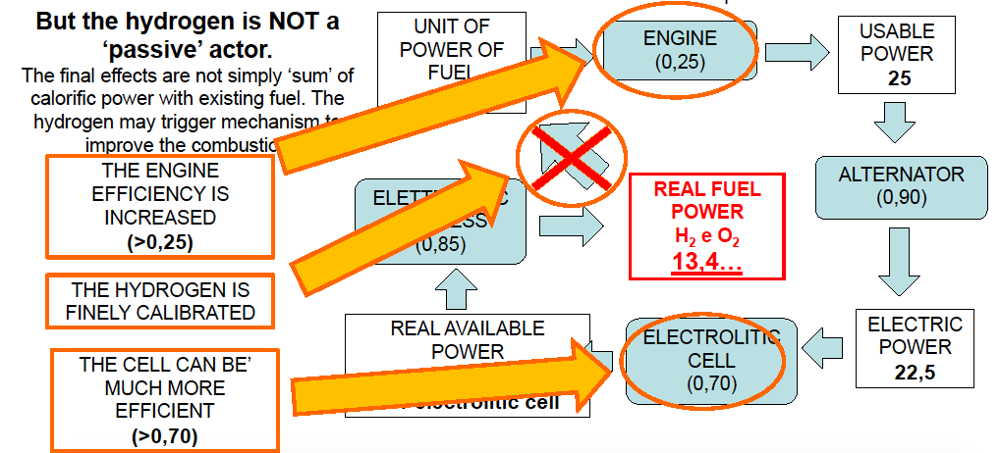 But the hydrogen is NOT a
‘passive’ actor.
The final effects are not simply ‘sum’ of
calorific power with existing fuel. The
hydrogen may trigger mechanism
improve the
THE ENGINE
EFFICIENCY IS
INCREASED
(>0,25)
THE HYDROGEN IS
FINELY CALIBRATED
THE CELL CAN BE’
MUCH MORE
EFFICIENT
(>0,70)
UNIT OF
POWER OF
FUEL
ENGINE
(0,25)
USABLE
POWER
25
ALTERNATOR
(0,90)
ELECTRIC
POWER
22,5
ELECTROLITIC
CELL
(0,70)
REAL AVAILABLE
POWER
electrolitic cell
(0,85)
REAL FUEL
POWER
H₂ e O₂
13,4…